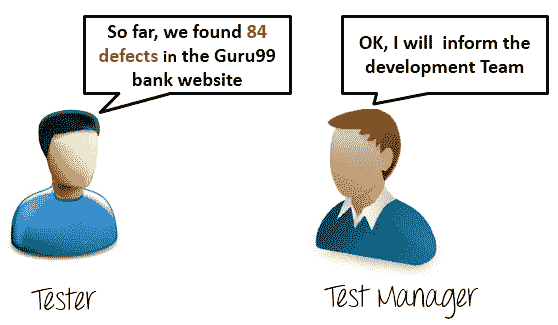 So far, we found 84
defects in the Guru99
bank website
OK, I will inform the
development Team
Tester
Test Manager